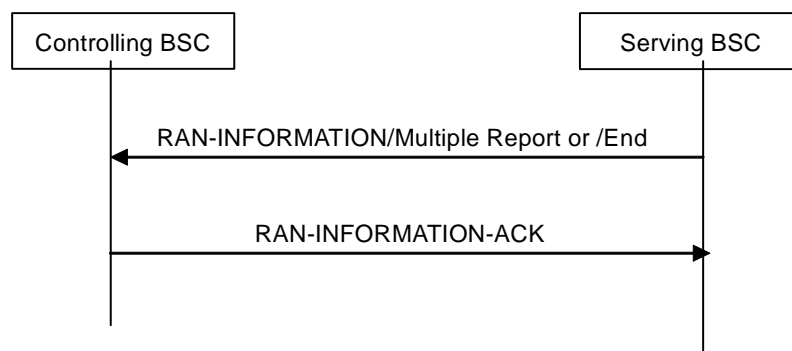 Controlling BSC
Serving BSC
RAN-INFORMATION/Multiple Report or /End
RAN-INFORMATION-ACK